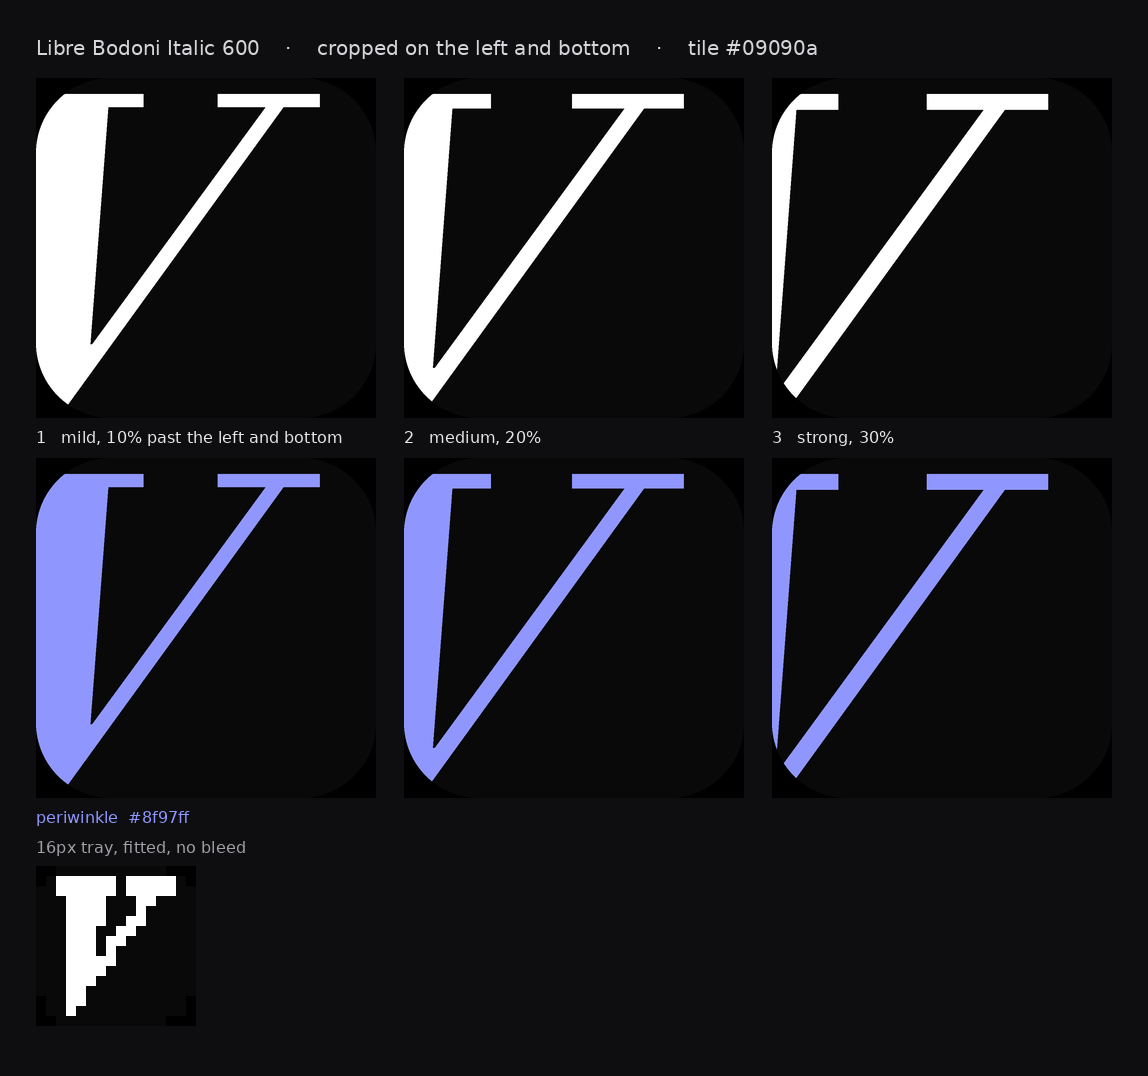 Libre Bodoni Italic 600 · cropped on the left and bottom · tile #09090a
V V V
1 mild, 10% past the left and bottom 2 medium, 20% 3 strong, 30%
V V V
periwinkle #8f97ff
16px tray, fitted, no bleed
V